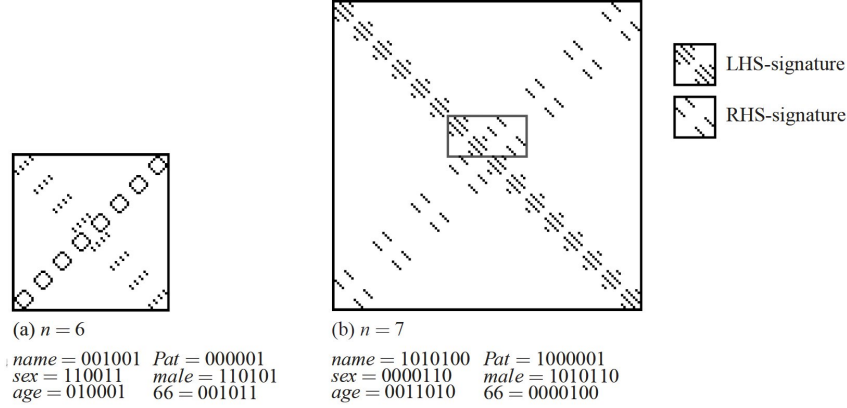 LHS-signature
RHS-signature
(a) n = 6
(b) n = 7
name = 001001 Pat = 000001
sex = 110011 male = 110101
age = 010001 66 = 001011
name = 1010100 Pat = 1000001
sex = 0000110 male = 1010110
age = 0011010 66 = 0000100